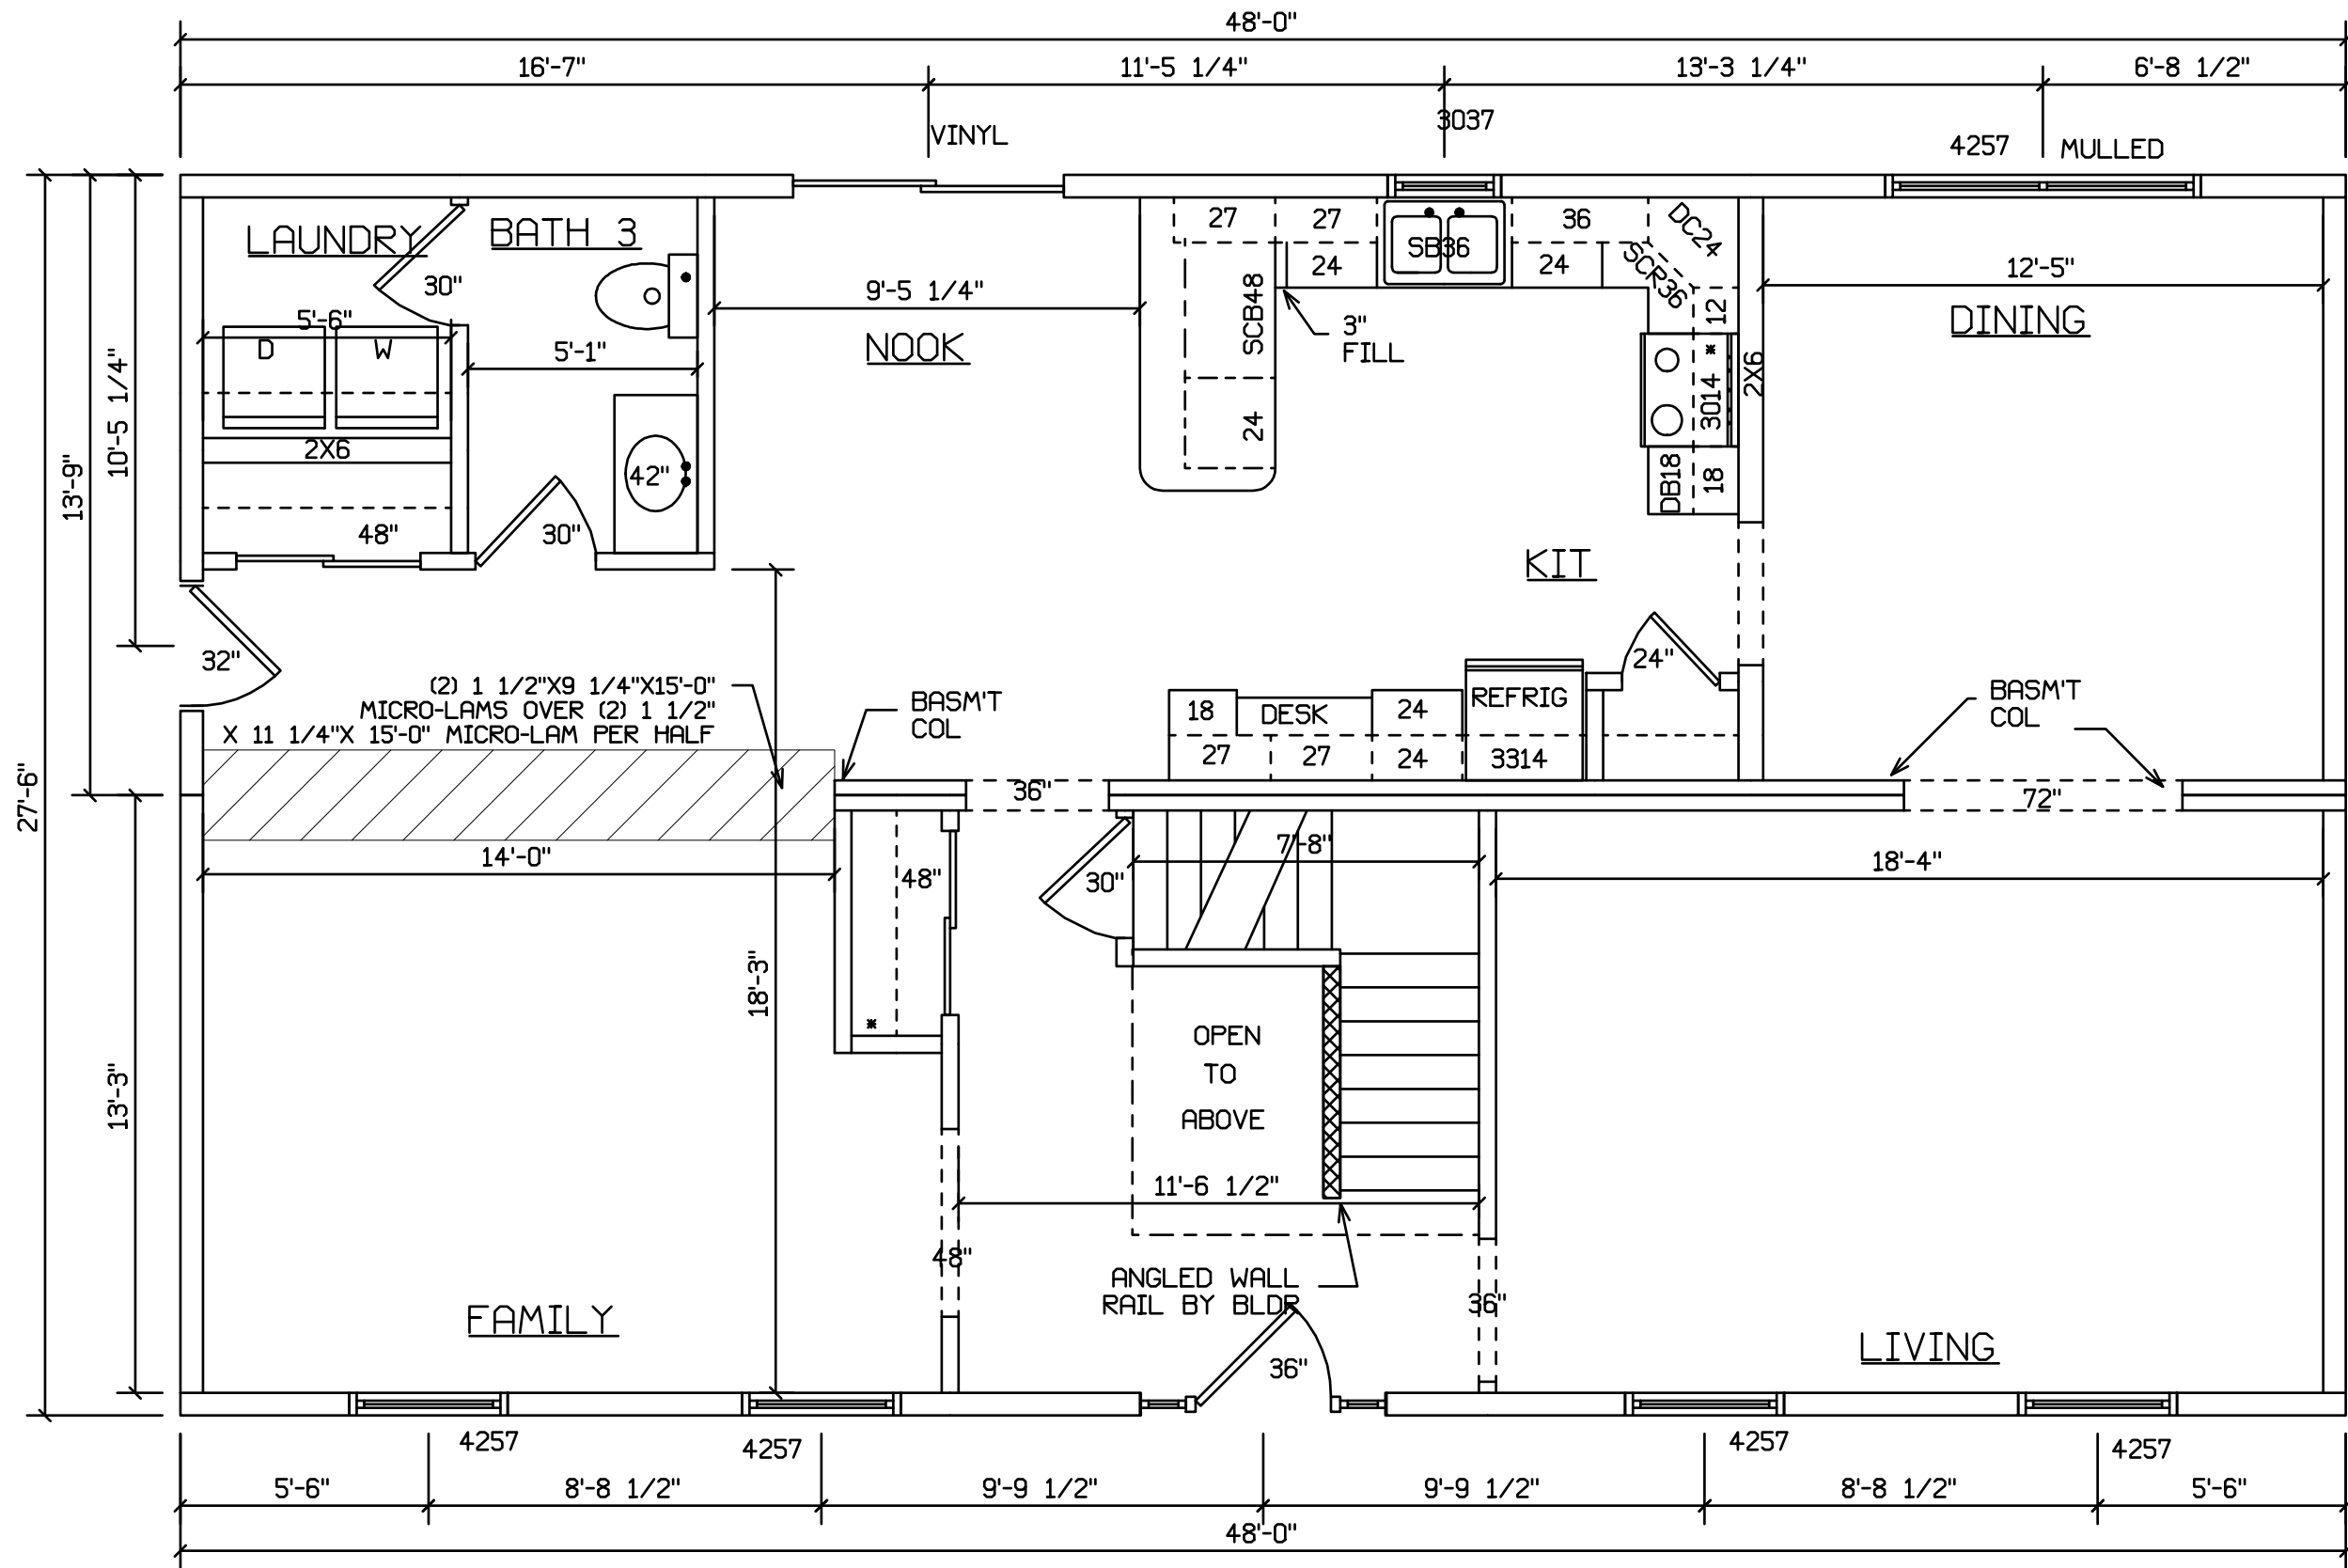 48'-0"
16'-7"
11'-5 1/4"
13'-3 1/4"
6'-8 1/2"
VINYL
3037
4257
MULLED
LAUNDRY
BATH 3
30"
5'-6"
D
W
5'-1"
2X6
42"
48"
30"
9'-5 1/4"
NOOK
27
27
SB36
36
DC24
24
24
SCR36
SCB48
3"
FILL
12
*
3014
2X6
24
DB18
18
12'-5"
DINING
KIT
10'-5 1/4"
13'-9"
27'-6"
13'-3"
32"
(2) 1 1/2"X9 1/4"X15'-0"
MICRO-LAMS OVER (2) 1 1/2"
X 11 1/4"X 15'-0" MICRO-LAM PER HALF
BASM'T
COL
18
DESK
24
REFRIG
24"
27
27
24
3314
BASM'T
COL
36"
72"
14'-0"
48"
30"
7'-8"
18'-4"
18'-3"
*
OPEN
TO
ABOVE
11'-6 1/2"
48"
ANGLED WALL
RAIL BY BLDR
36"
36"
FAMILY
LIVING
4257
4257
4257
4257
5'-6"
8'-8 1/2"
9'-9 1/2"
9'-9 1/2"
8'-8 1/2"
5'-6"
48'-0"